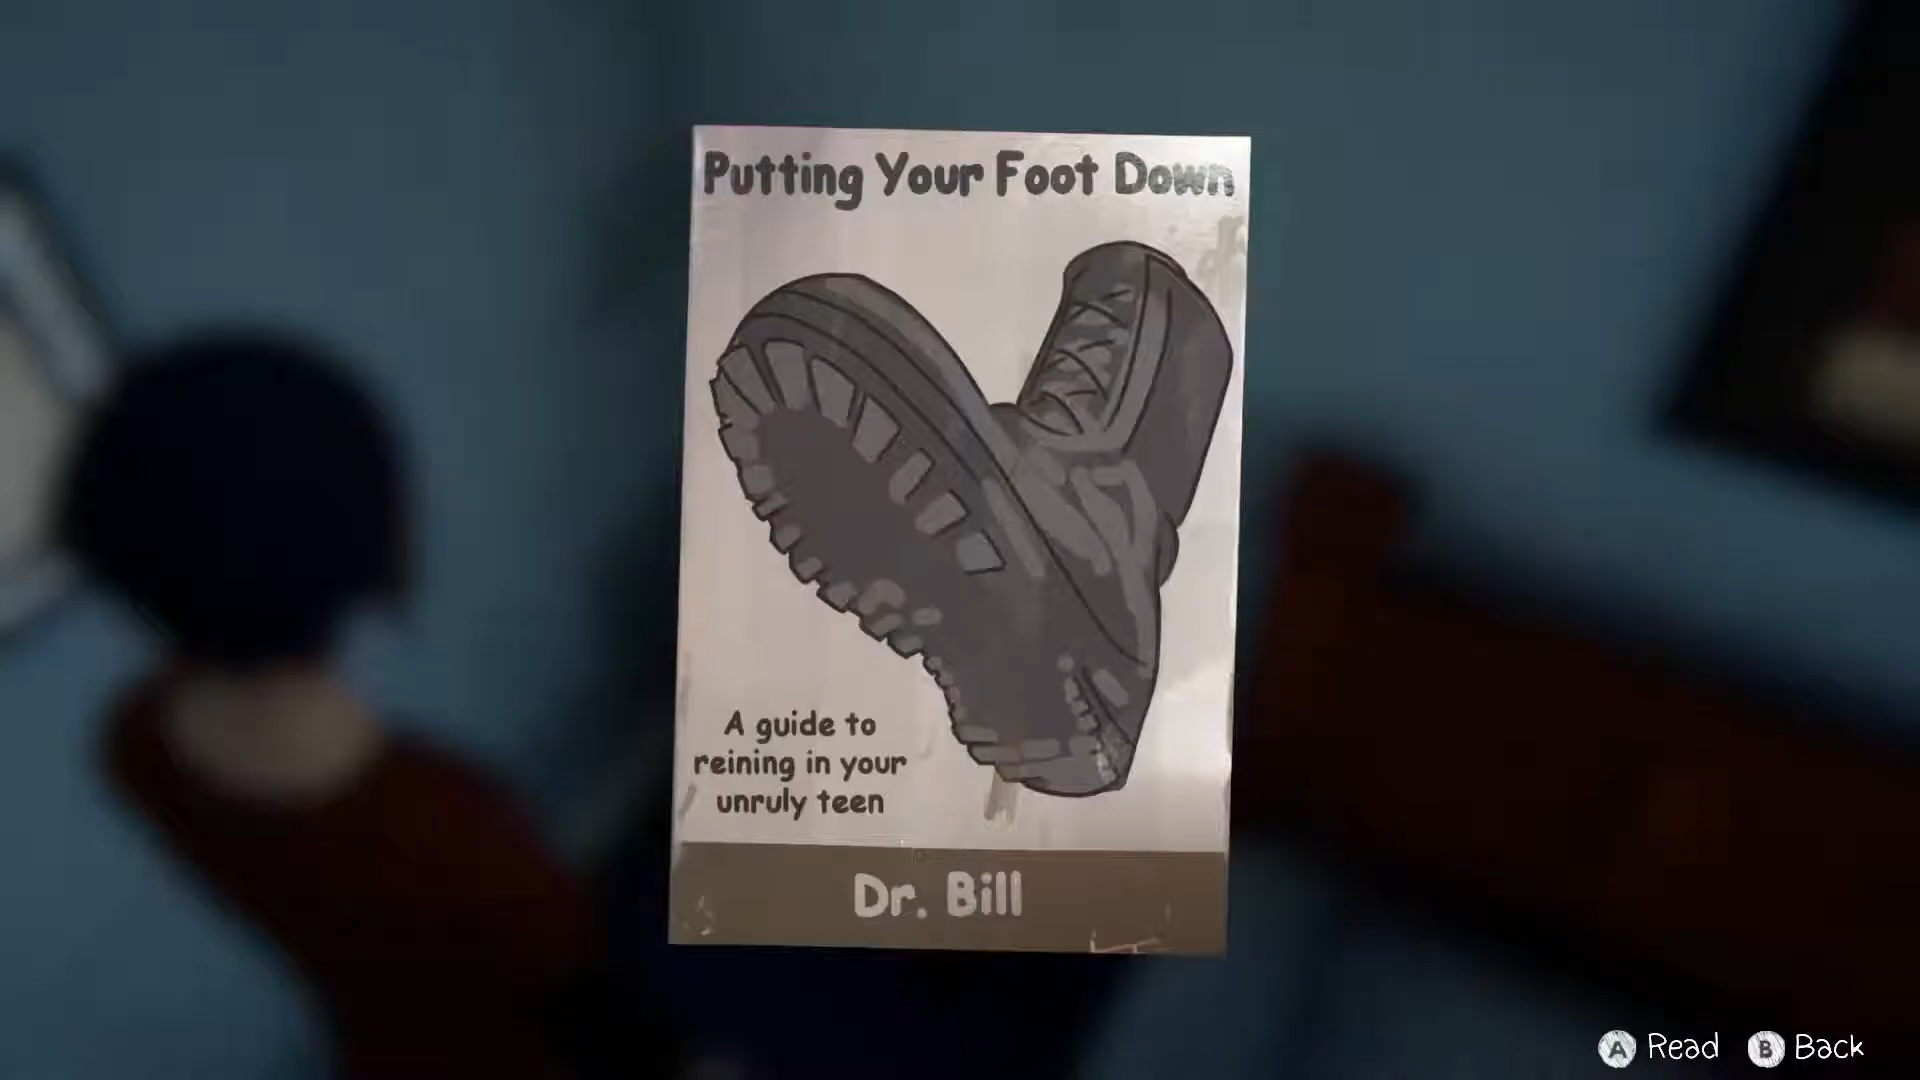 Putting Your Foot Down
A guide to
reining in your
unruly teen
Dr. Bill
A Read B Back